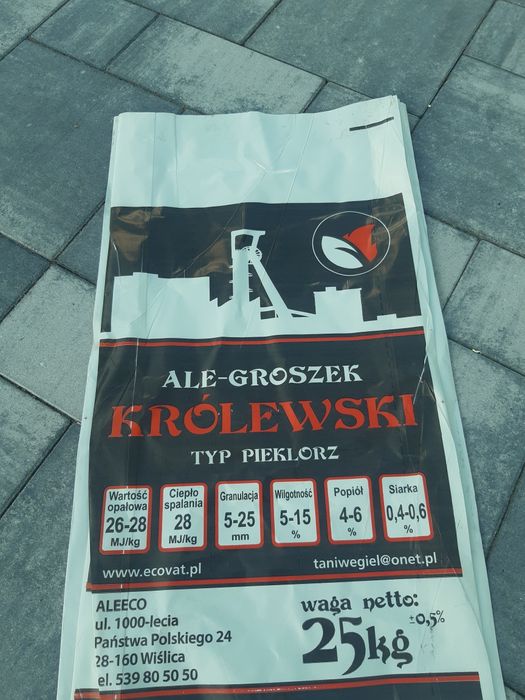 ALE-GROSZEK
KRÓLEWSKI
TYP PIEKLORZ
Wartość opałowa 26-28 MJ/kg
Ciepło spalania 28 MJ/kg
Granulacja 5-25 mm
Wilgotność 5-15 %
Popiół 4-6 %
Siarka 0,4-0,6 %
www.ecovat.pl taniwegiel@onet.pl
ALEECO
ul. 1000-lecia
Państwa Polskiego 24
28-160 Wiślica
tel. 539 80 50 50
waga netto:
25kg ±0,5%